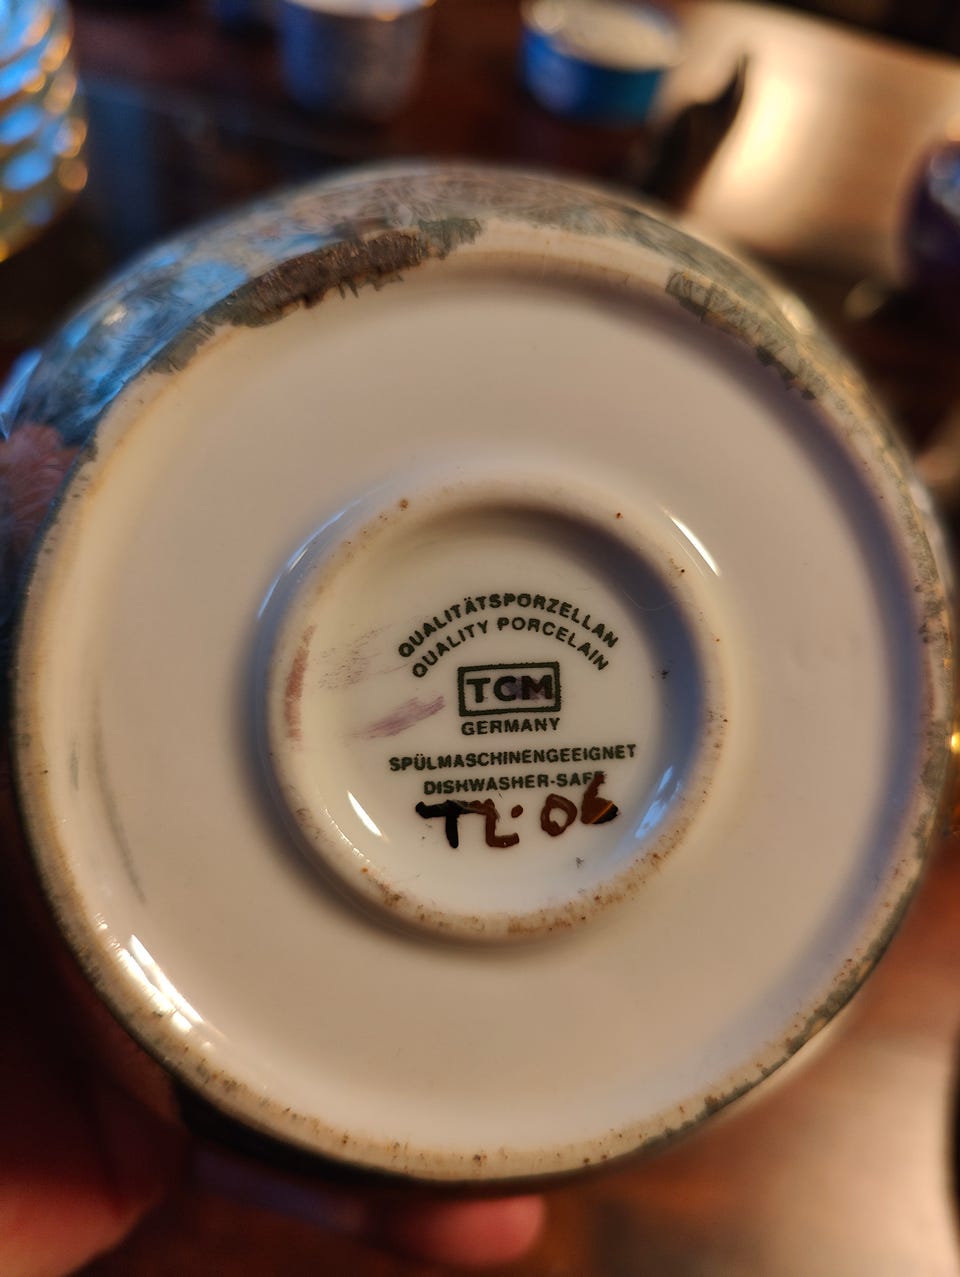 QUALITÄTSPORZELLAN
QUALITY PORCELAIN
TCM
GERMANY
SPÜLMASCHINENGEEIGNET
DISHWASHER-SAFE
TL·06